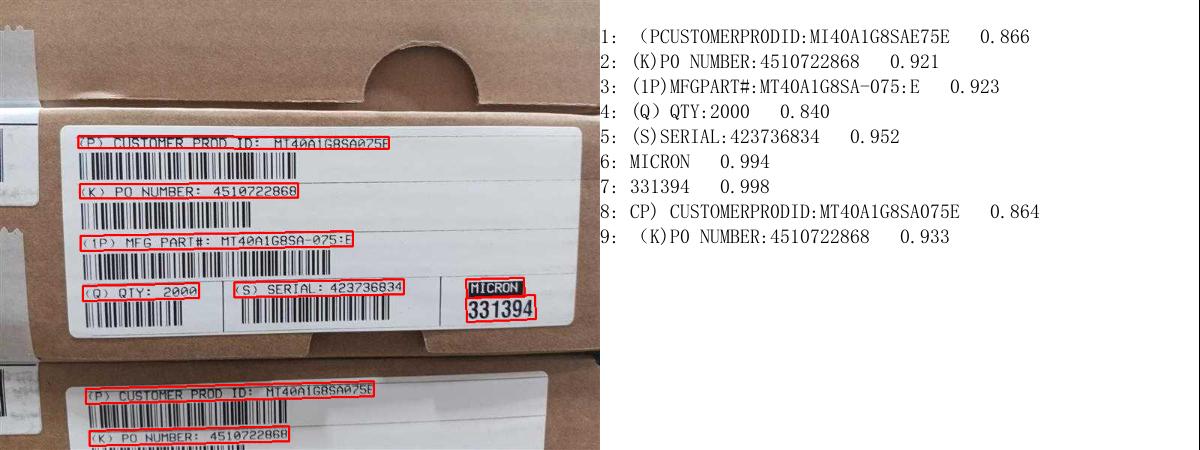 (P) CUSTOMER PROD ID: MT40A1G8SA075E
(K) PO NUMBER: 4510722868
(1P) MFG PART#: MT40A1G8SA-075:E
(Q) QTY: 2000
(S) SERIAL: 423736834
MICRON
331394
(P) CUSTOMER PROD ID: MT40A1G8SA075E
(K) PO NUMBER: 4510722868
1: (PCUSTOMERPRODID:MI40A1G8SAE75E 0.866
2: (K)PO NUMBER:4510722868 0.921
3: (1P)MFGPART#:MT40A1G8SA-075:E 0.923
4: (Q) QTY:2000 0.840
5: (S)SERIAL:423736834 0.952
6: MICRON 0.994
7: 331394 0.998
8: CP) CUSTOMERPRODID:MT40A1G8SA075E 0.864
9: (K)PO NUMBER:4510722868 0.933